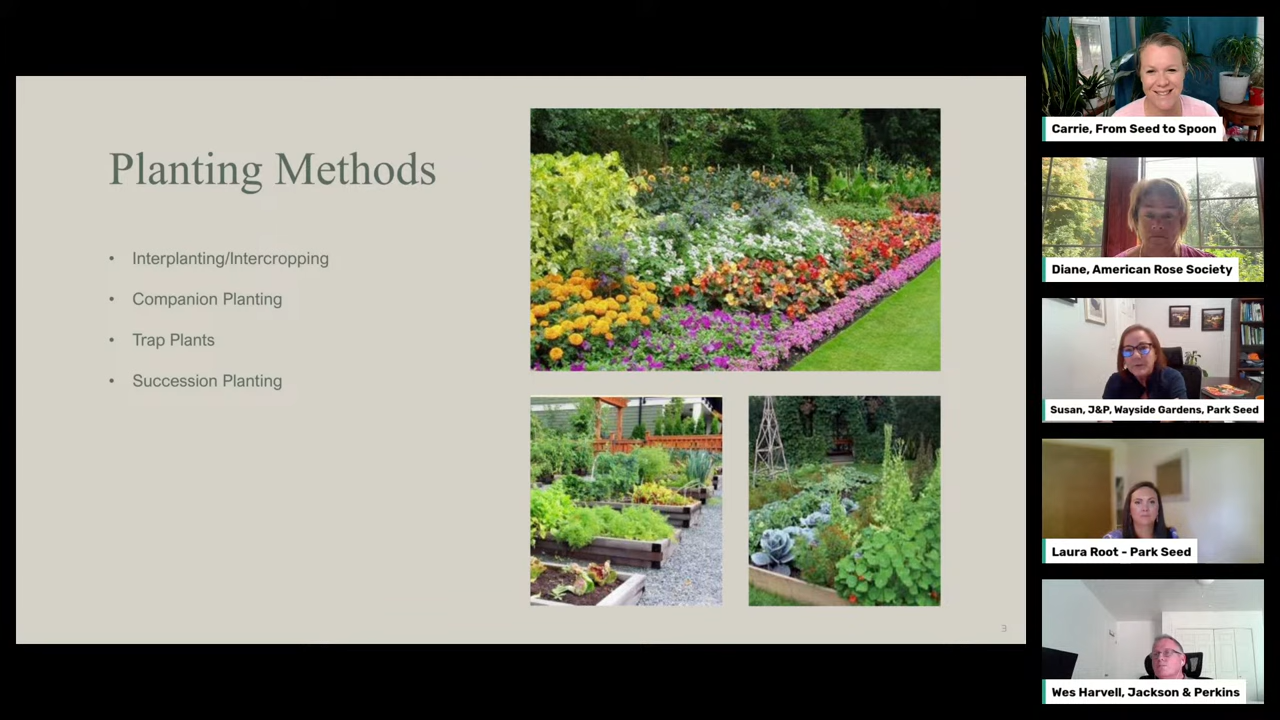 Planting Methods
• Interplanting/Intercropping
• Companion Planting
• Trap Plants
• Succession Planting
3
Carrie, From Seed to Spoon
Diane, American Rose Society
Susan, J&P, Wayside Gardens, Park Seed
Laura Root - Park Seed
Wes Harvell, Jackson & Perkins